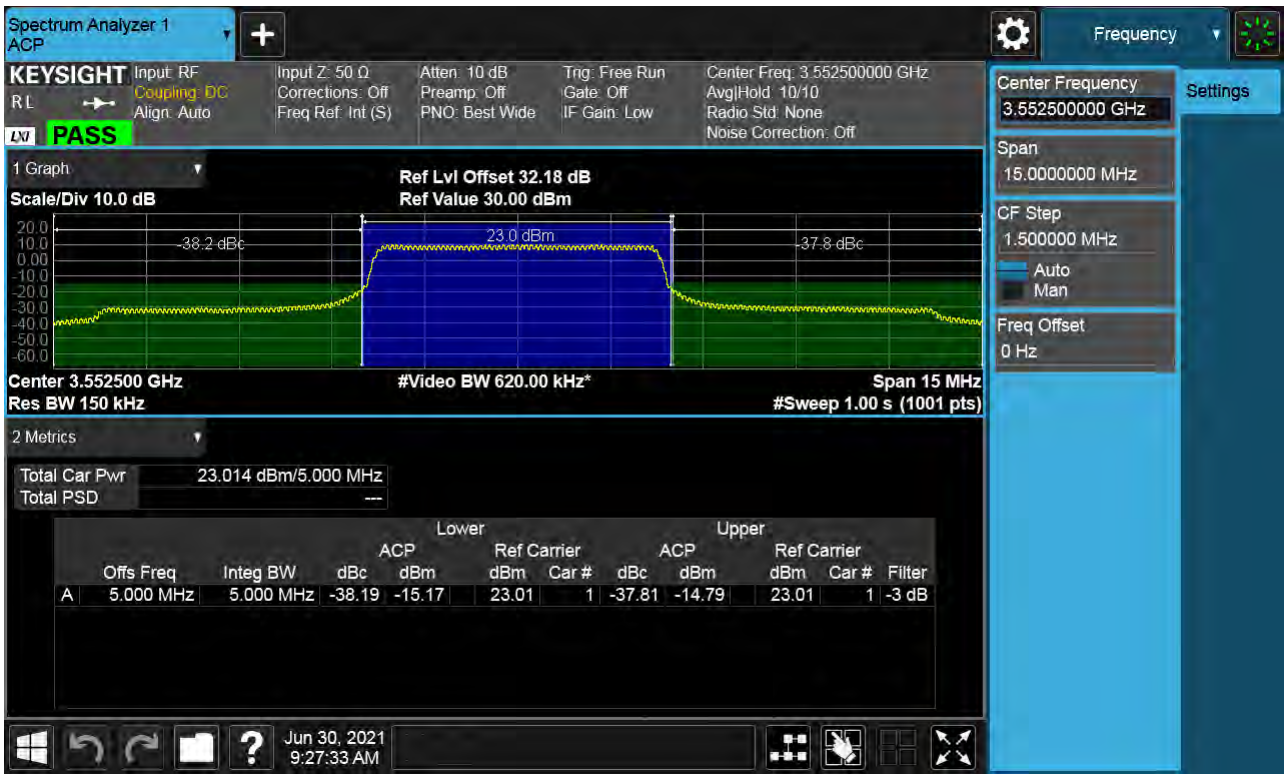 Spectrum Analyzer 1
ACP
+
Frequency
KEYSIGHT
RL
LXI
PASS
Input: RF
Coupling: DC
Align: Auto
Input Z: 50 Ω
Corrections: Off
Freq Ref: Int (S)
Atten: 10 dB
Preamp: Off
PNO: Best Wide
Trig: Free Run
Gate: Off
IF Gain: Low
Center Freq: 3.552500000 GHz
Avg|Hold: 10/10
Radio Std: None
Noise Correction: Off
1 Graph
Scale/Div 10.0 dB
Ref Lvl Offset 32.18 dB
Ref Value 30.00 dBm
20.0
10.0
0.00
-10.0
-20.0
-30.0
-40.0
-50.0
-60.0
-38.2 dBc
23.0 dBm
-37.8 dBc
Center 3.552500 GHz
#Video BW 620.00 kHz*
Span 15 MHz
Res BW 150 kHz
#Sweep 1.00 s (1001 pts)
2 Metrics
Total Car Pwr 23.014 dBm/5.000 MHz
Total PSD ---
Lower Upper
ACP Ref Carrier ACP Ref Carrier
Offs Freq Integ BW dBc dBm dBm Car # dBc dBm dBm Car # Filter
A 5.000 MHz 5.000 MHz -38.19 -15.17 23.01 1 -37.81 -14.79 23.01 1 -3 dB
Center Frequency
3.552500000 GHz
Span
15.0000000 MHz
CF Step
1.500000 MHz
Auto
Man
Freq Offset
0 Hz
Settings
?
Jun 30, 2021
9:27:33 AM